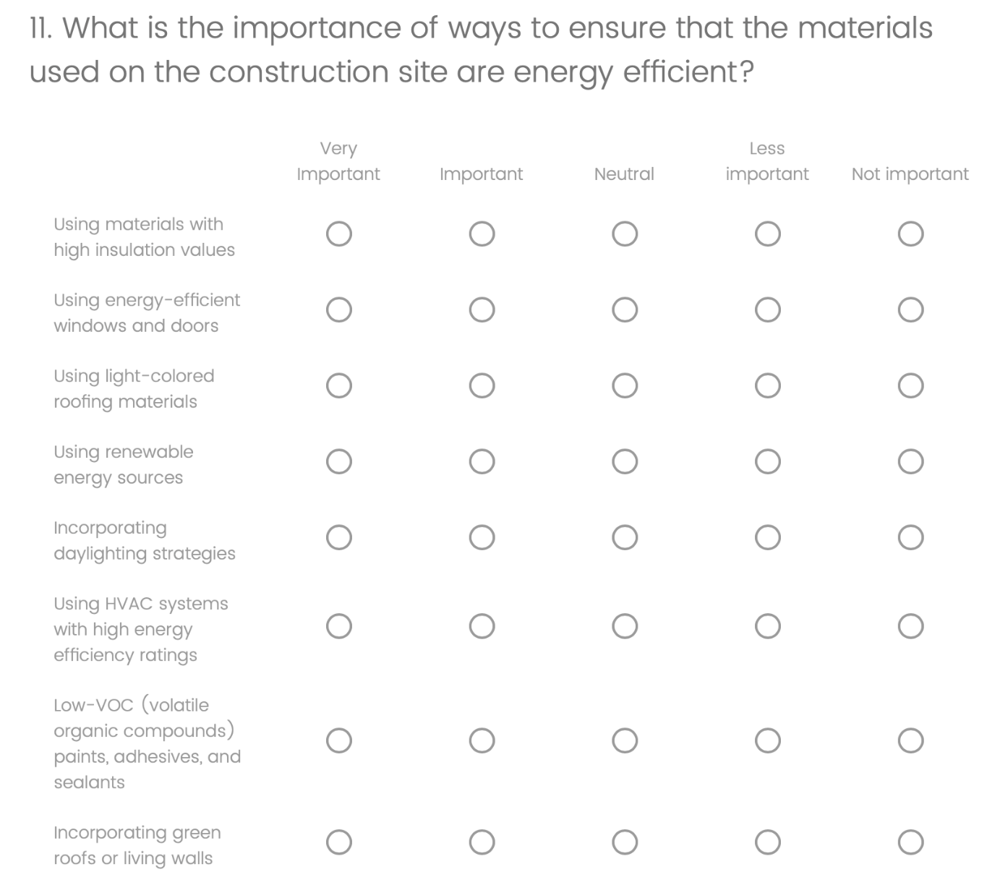 11. What is the importance of ways to ensure that the materials
used on the construction site are energy efficient?
Very
Important
Important
Neutral
Less
important
Not important
Using materials with
high insulation values
Using energy-efficient
windows and doors
Using light-colored
roofing materials
Using renewable
energy sources
Incorporating
daylighting strategies
Using HVAC systems
with high energy
efficiency ratings
Low-VOC (volatile
organic compounds)
paints, adhesives, and
sealants
Incorporating green
roofs or living walls